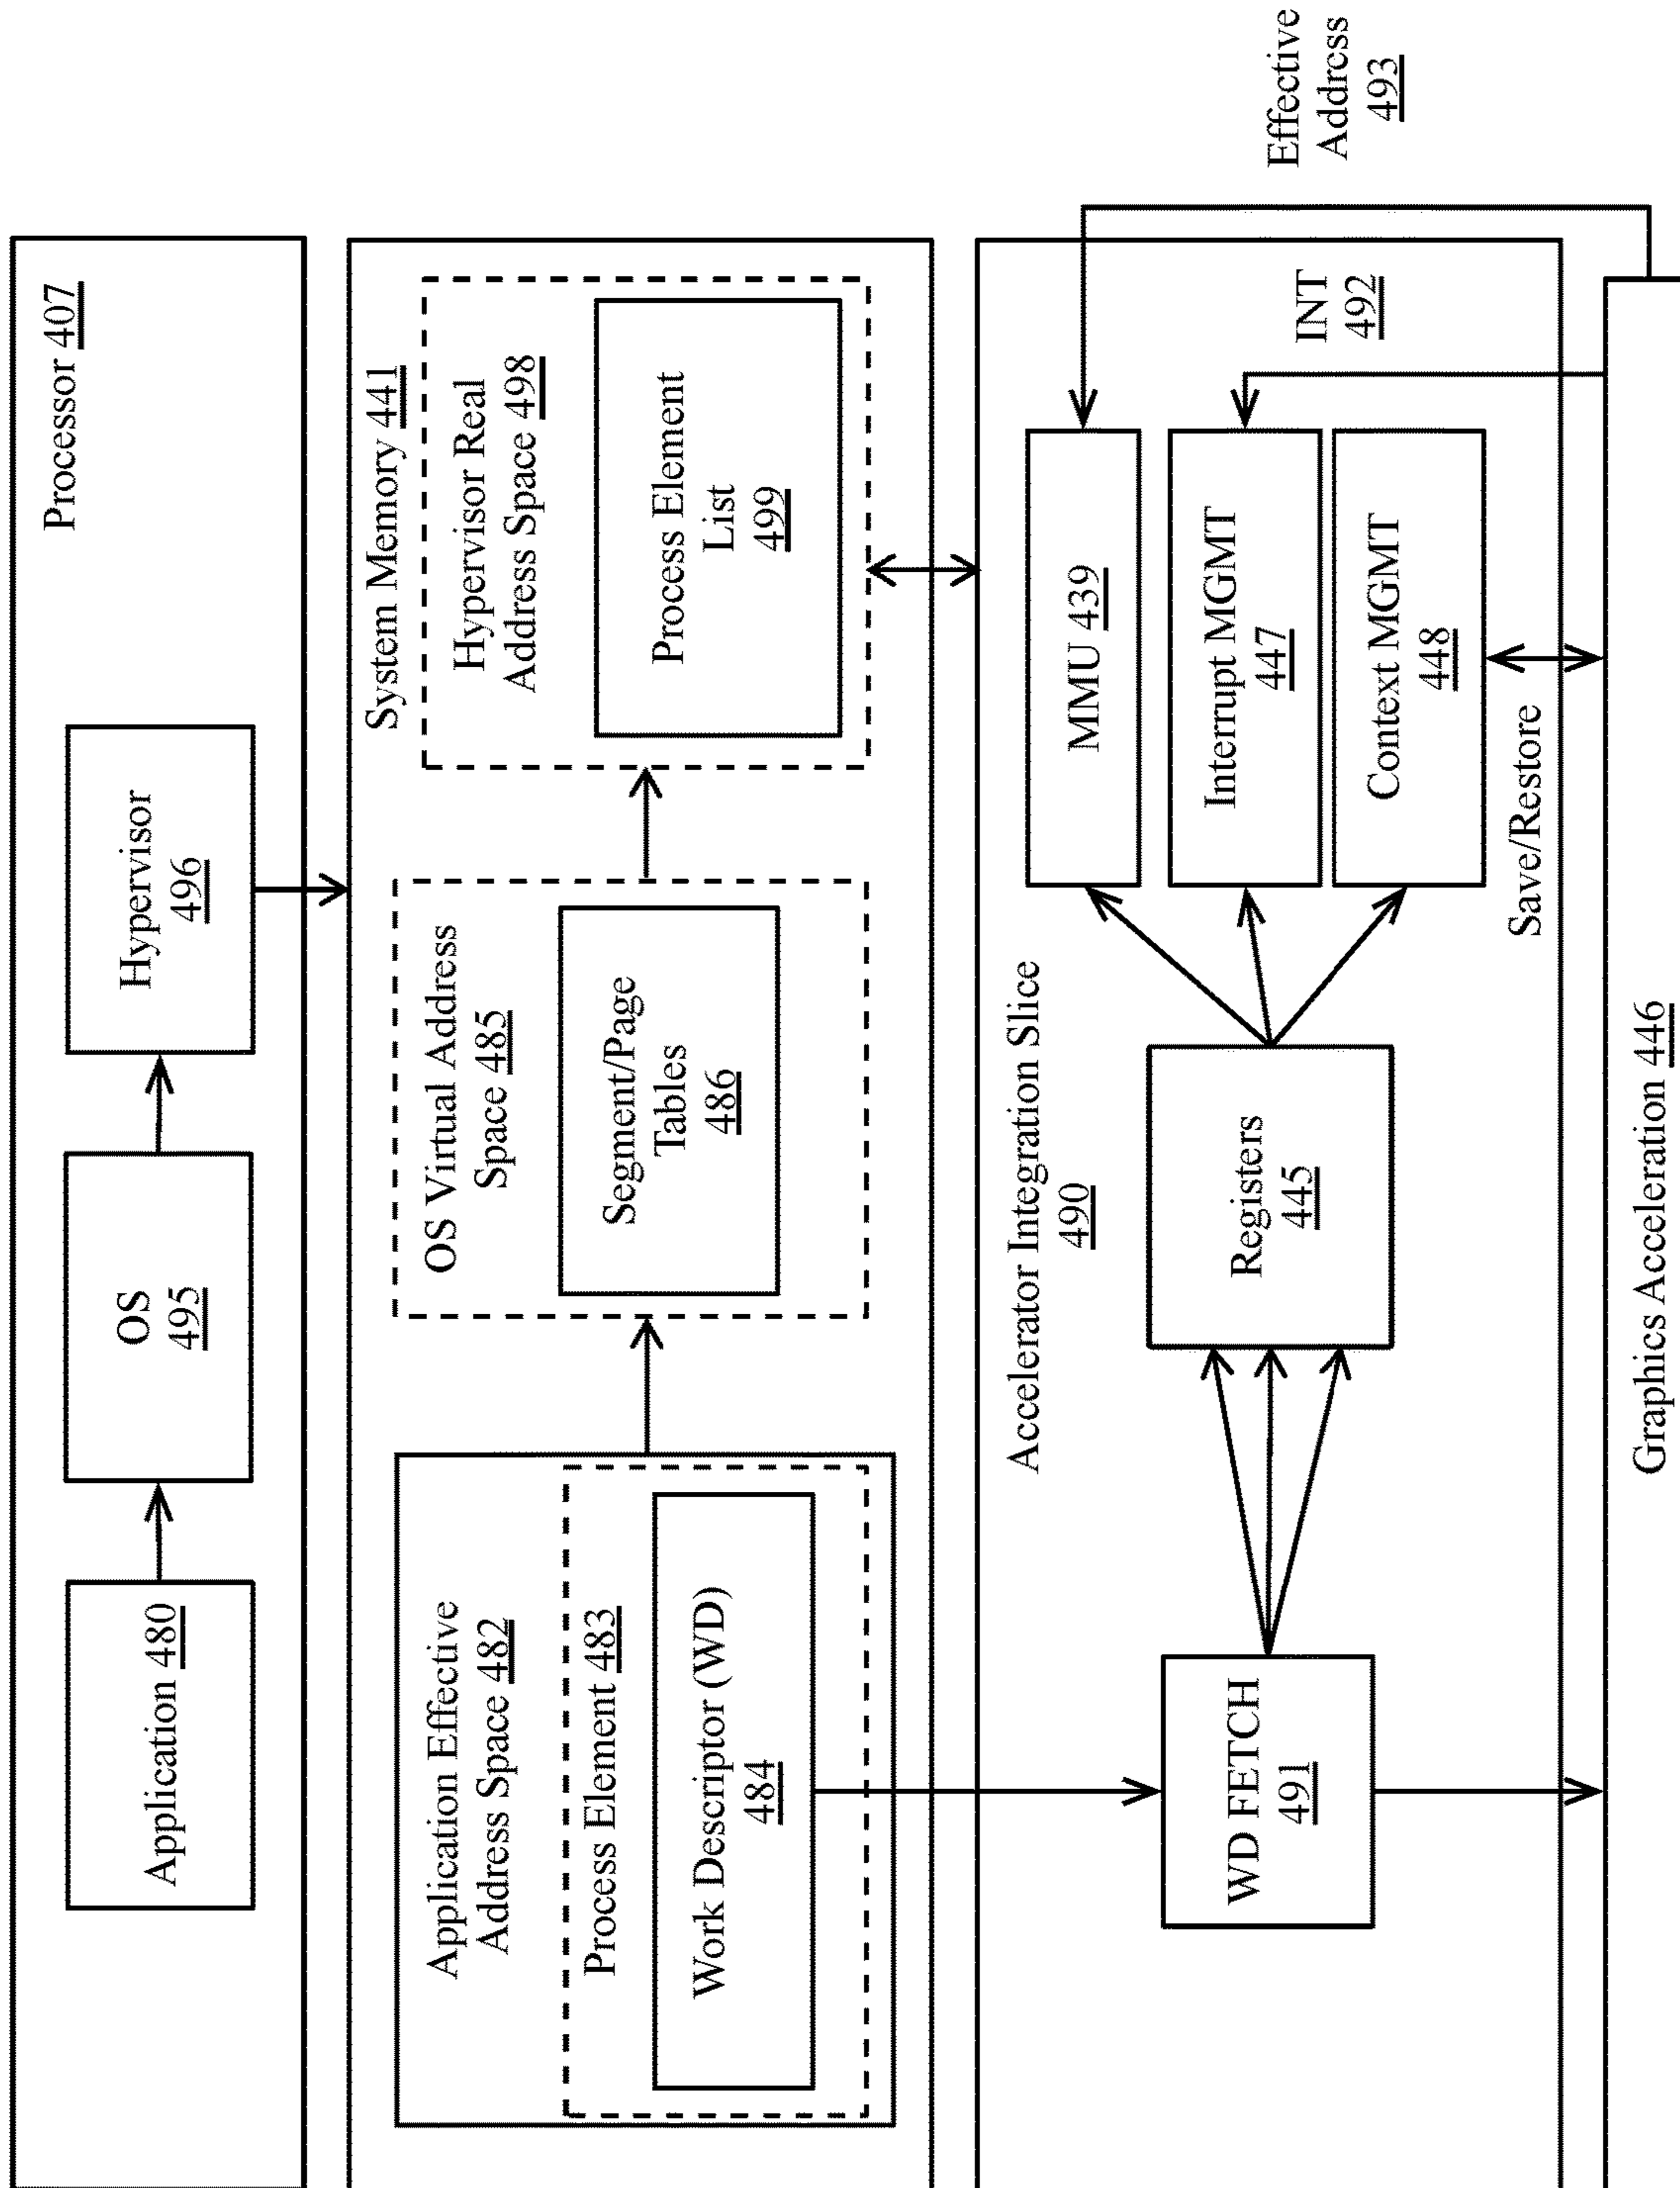 Processor 407
Application 480
OS
495
Hypervisor
496
System Memory 441
Application Effective
Address Space 482
Process Element 483
Work Descriptor (WD)
484
OS Virtual Address
Space 485
Segment/Page
Tables
486
Hypervisor Real
Address Space 498
Process Element
List
499
Accelerator Integration Slice
490
WD FETCH
491
Registers
445
MMU 439
Interrupt MGMT
447
Context MGMT
448
INT
492
Effective
Address
493
Save/Restore
Graphics Acceleration 446